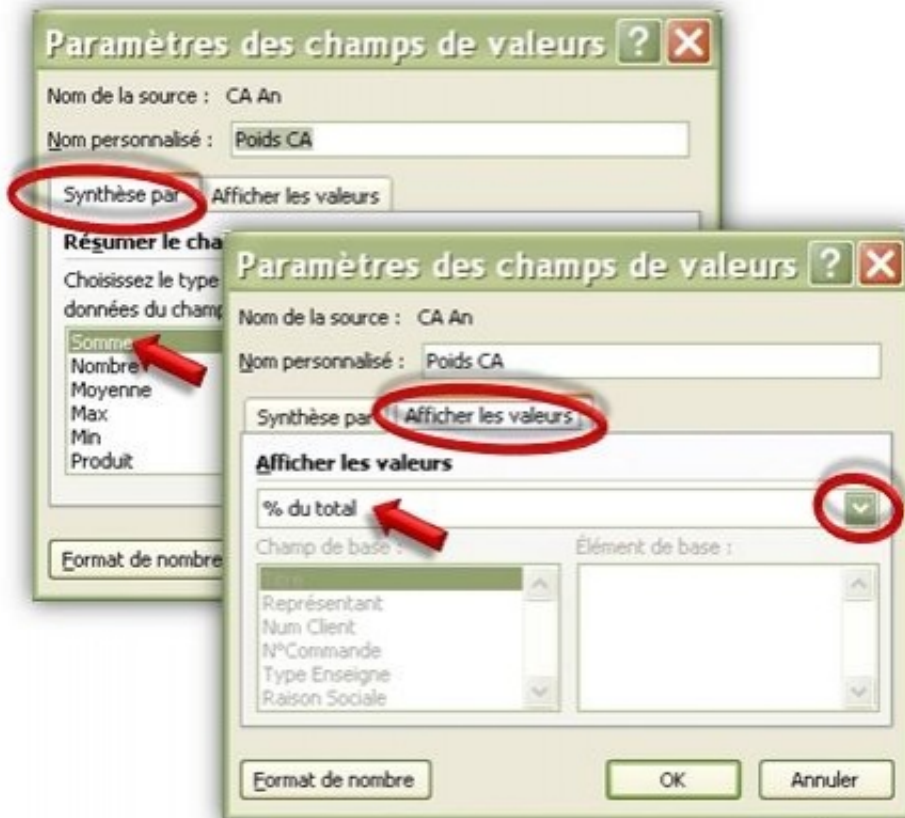 Paramètres des champs de valeurs
Nom de la source : CA An
Nom personnalisé : Poids CA
Synthèse par
Afficher les valeurs
Résumer le cha
Choisissez le type
données du champ
Somme
Nombre
Moyenne
Max
Min
Produit
Format de nombre
Paramètres des champs de valeurs
Nom de la source : CA An
Nom personnalisé : Poids CA
Synthèse par
Afficher les valeurs
Afficher les valeurs
% du total
Champ de base :
Élément de base :
Représentant
Num Client
N°Commande
Type Enseigne
Raison Sociale
Format de nombre
OK
Annuler